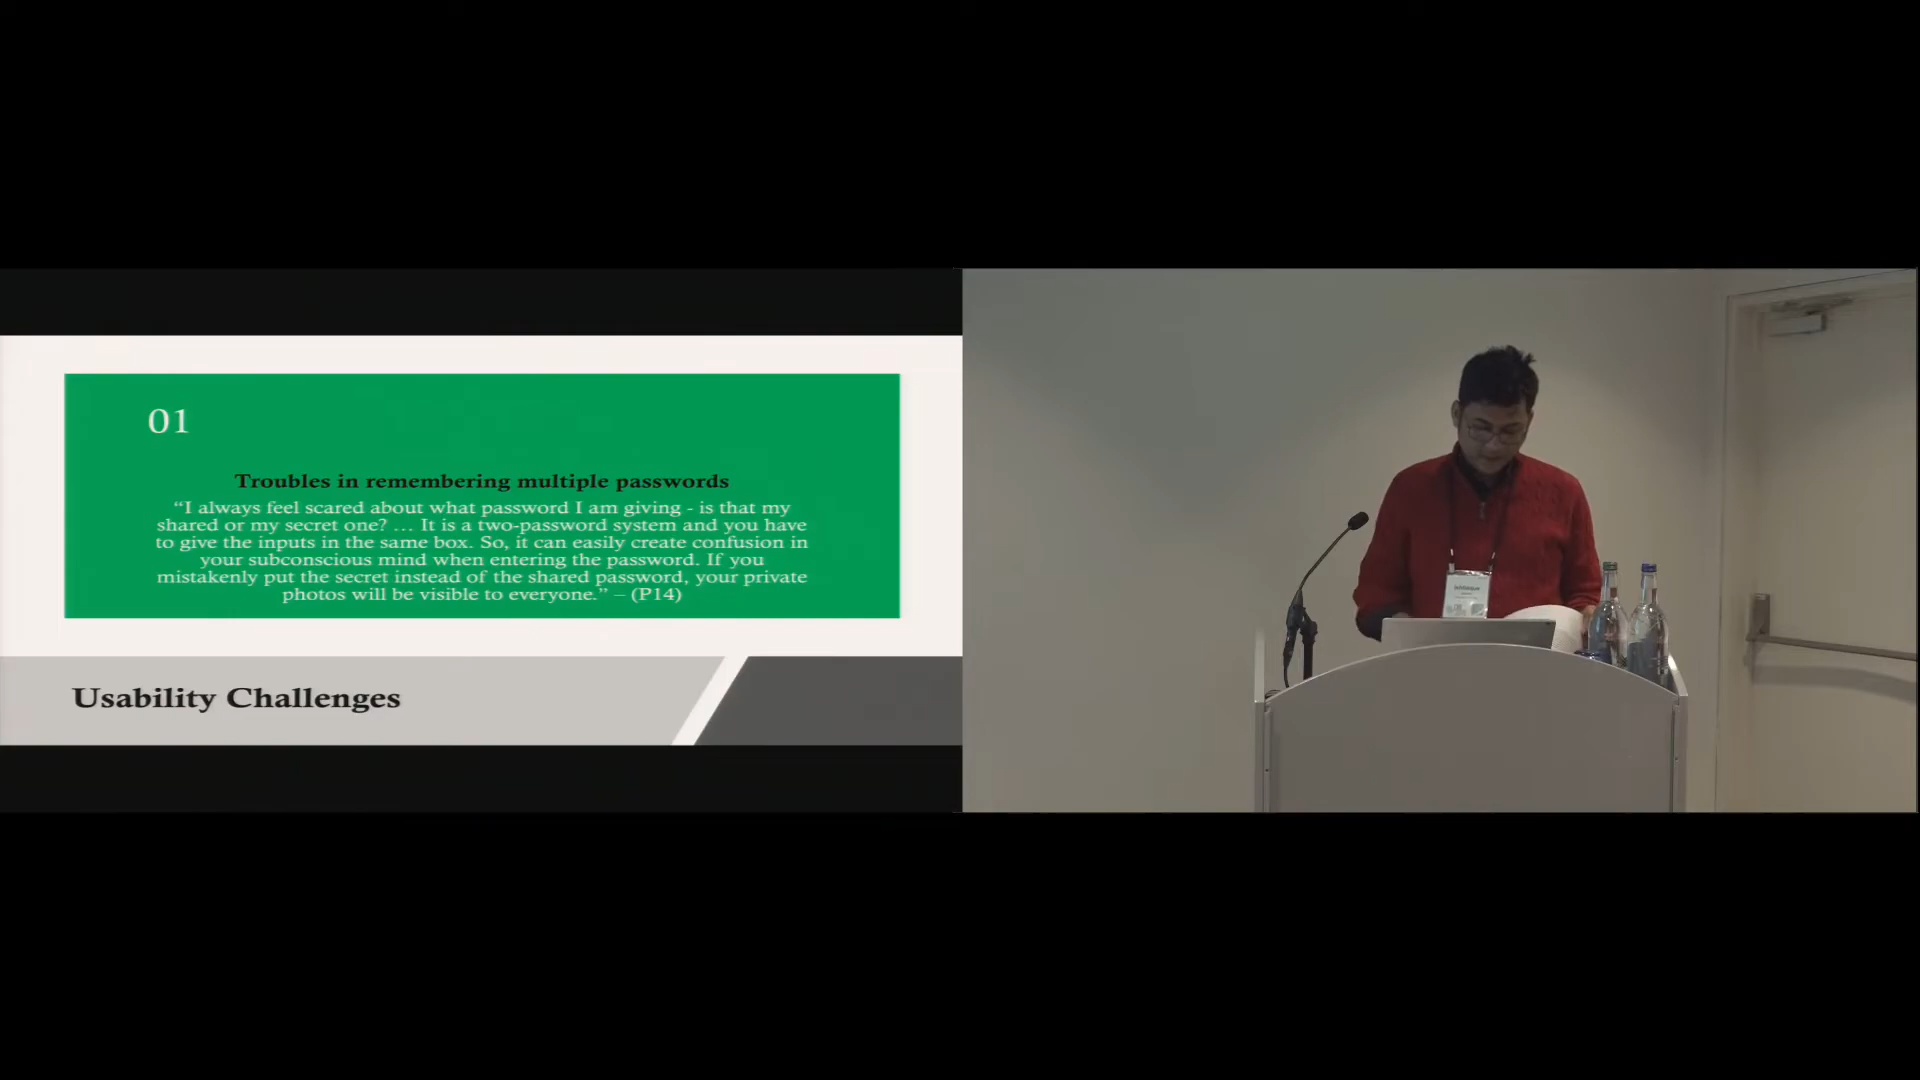 01
Troubles in remembering multiple passwords
“I always feel scared about what password I am giving - is that my
shared or my secret one? … It is a two-password system and you have
to give the inputs in the same box. So, it can easily create confusion in
your subconscious mind when entering the password. If you
mistakenly put the secret instead of the shared password, your private
photos will be visible to everyone.” – (P14)
Usability Challenges